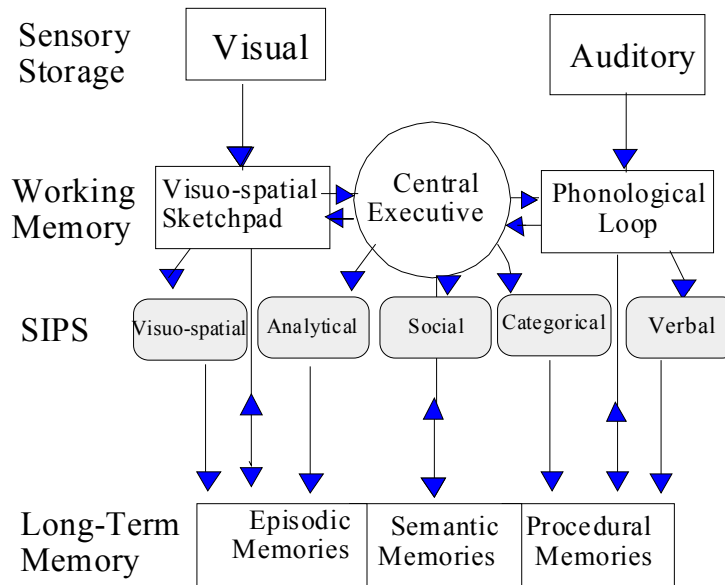 Sensory
Storage
Visual
Auditory
Working
Memory
Visuo-spatial
Sketchpad
Central
Executive
Phonological
Loop
SIPS
Visuo-spatial
Analytical
Social
Categorical
Verbal
Long-Term
Memory
Episodic
Memories
Semantic
Memories
Procedural
Memories